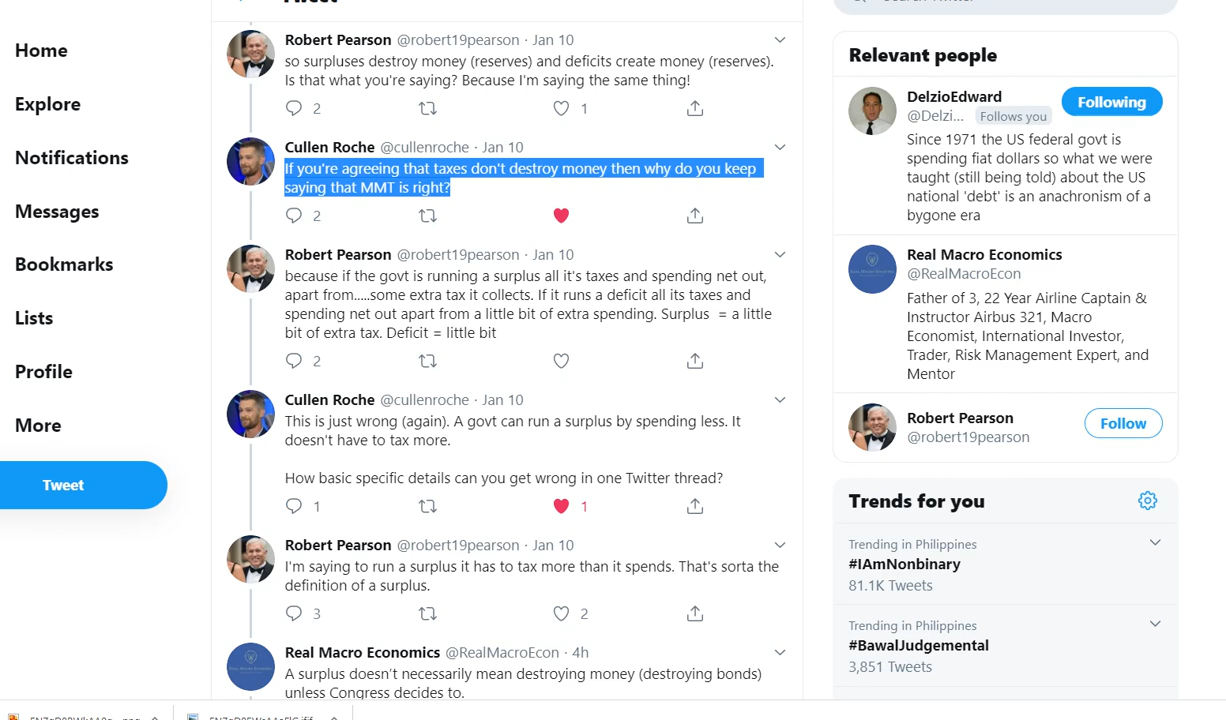 Tweet
Home
Explore
Notifications
Messages
Bookmarks
Lists
Profile
More
Tweet
Robert Pearson @robert19pearson · Jan 10
so surpluses destroy money (reserves) and deficits create money (reserves).
Is that what you're saying? Because I'm saying the same thing!
2 1
Cullen Roche @cullenroche · Jan 10
If you're agreeing that taxes don't destroy money then why do you keep
saying that MMT is right?
2
Robert Pearson @robert19pearson · Jan 10
because if the govt is running a surplus all it's taxes and spending net out,
apart from.....some extra tax it collects. If it runs a deficit all its taxes and
spending net out apart from a little bit of extra spending. Surplus = a little
bit of extra tax. Deficit = little bit
2
Cullen Roche @cullenroche · Jan 10
This is just wrong (again). A govt can run a surplus by spending less. It
doesn't have to tax more.
How basic specific details can you get wrong in one Twitter thread?
1 1
Robert Pearson @robert19pearson · Jan 10
I'm saying to run a surplus it has to tax more than it spends. That's sorta the
definition of a surplus.
3 2
Real Macro Economics @RealMacroEcon · 4h
A surplus doesn't necessarily mean destroying money (destroying bonds)
unless Congress decides to.
Search Twitter
Relevant people
DelzioEdward
@Delzi... Follows you
Following
Since 1971 the US federal govt is
spending fiat dollars so what we were
taught (still being told) about the US
national 'debt' is an anachronism of a
bygone era
Real Macro Economics
@RealMacroEcon
Father of 3, 22 Year Airline Captain &
Instructor Airbus 321, Macro
Economist, International Investor,
Trader, Risk Management Expert, and
Mentor
Robert Pearson
@robert19pearson
Follow
Trends for you
Trending in Philippines
#IAmNonbinary
81.1K Tweets
Trending in Philippines
#BawalJudgemental
3,851 Tweets